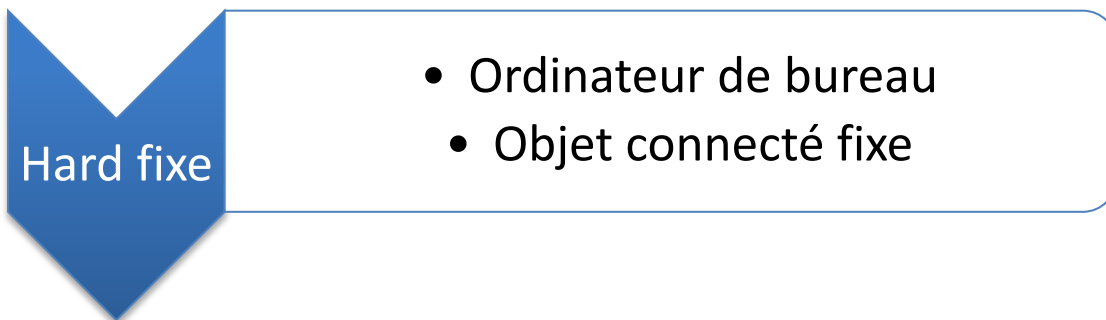 Hard fixe
• Ordinateur de bureau
• Objet connecté fixe